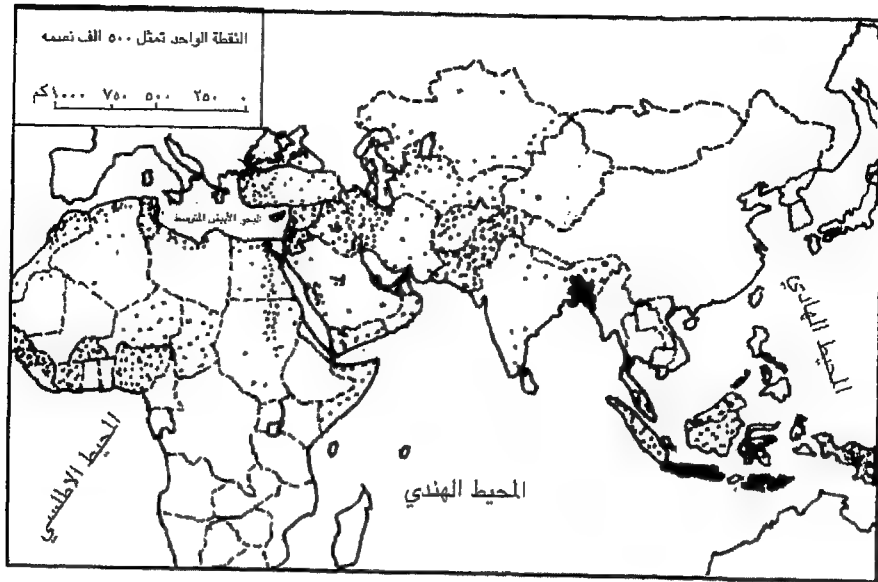 النقطة الواحد تمثل ٥٠٠ الف نسمه
١٠٠٠ ٧٥٠ ٥٠٠ ٢٥٠ ٠
كم
البحر الأبيض المتوسط
المحيط الهادي
المحيط الاطلسي
المحيط الهندي